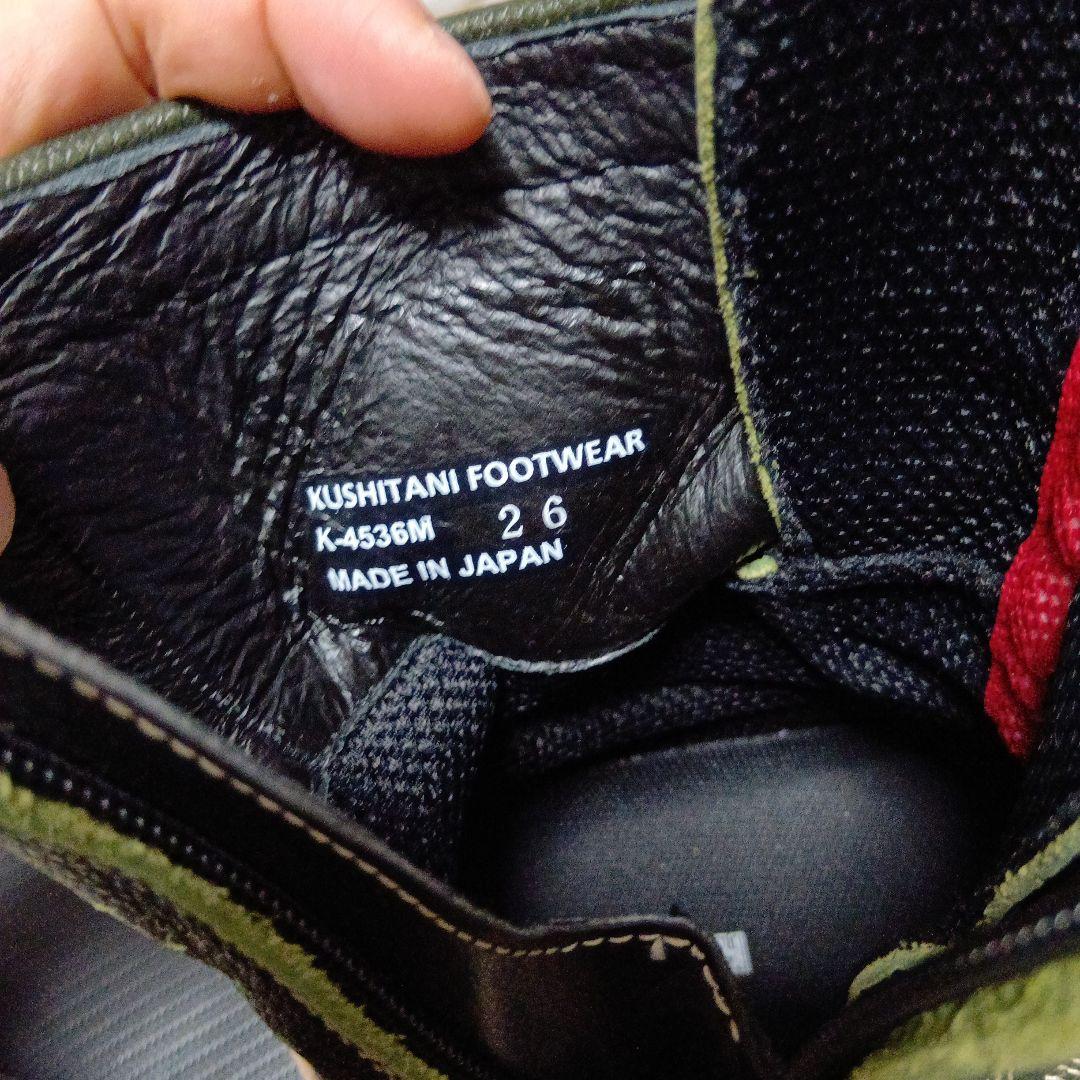 KUSHITANI FOOTWEAR
K-4536M 26
MADE IN JAPAN